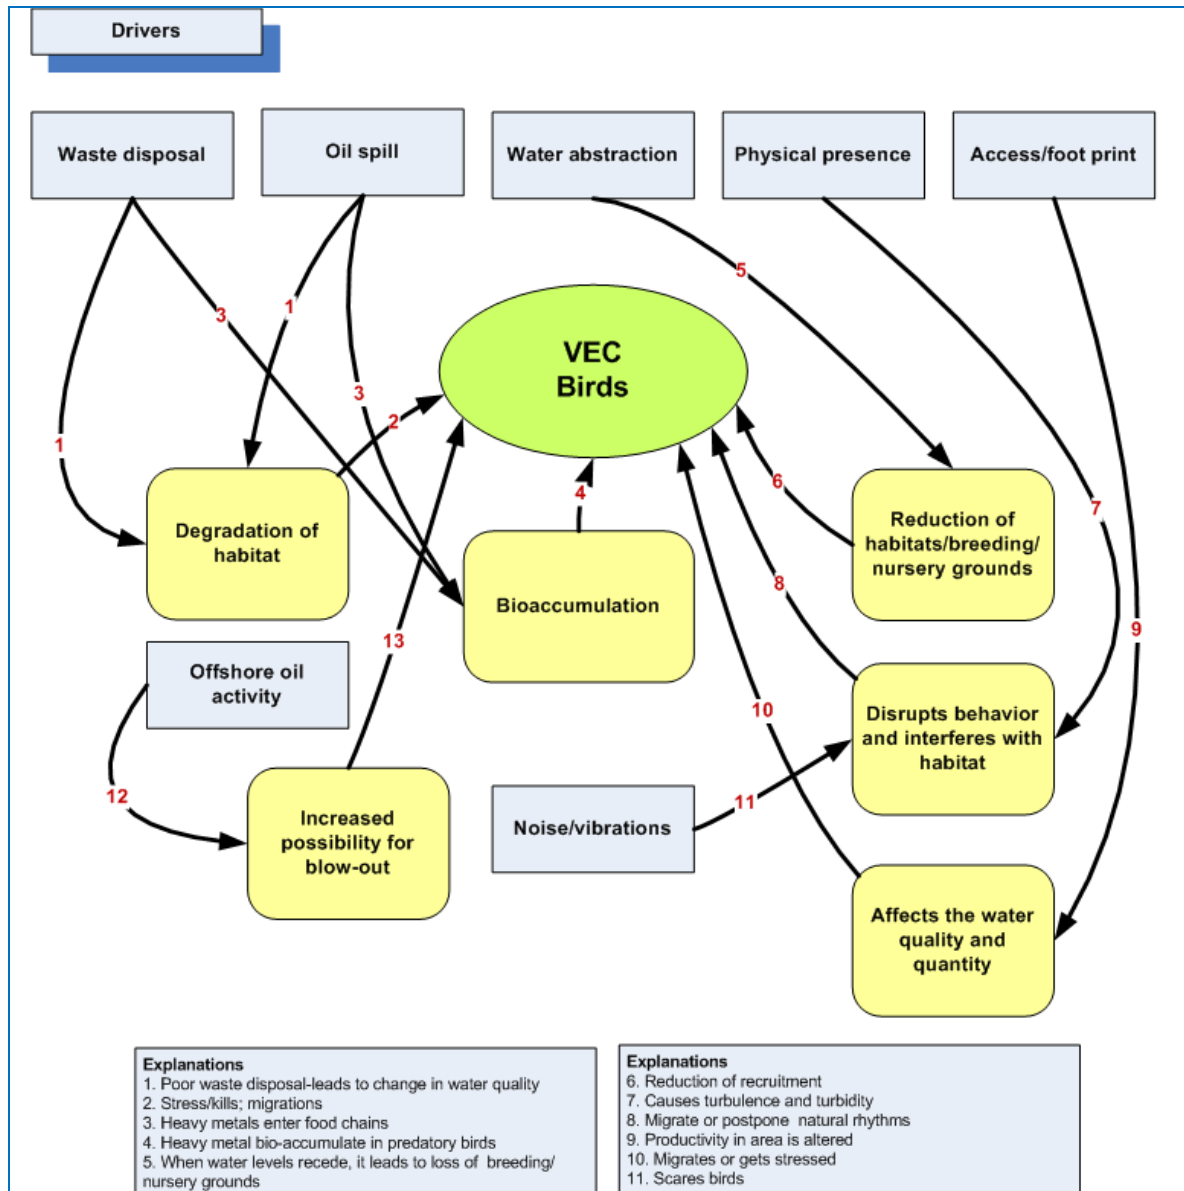 Drivers
Waste disposal
Oil spill
Water abstraction
Physical presence
Access/foot print
5
3
1
VEC
Birds
3
2
1
6
4
7
Degradation of
habitat
Reduction of
habitats/breeding/
nursery grounds
8
Bioaccumulation
9
13
Offshore oil
activity
10
Disrupts behavior
and interferes with
habitat
12
11
Noise/vibrations
Increased
possibility for
blow-out
Affects the water
quality and
quantity
Explanations
1. Poor waste disposal-leads to change in water quality
2. Stress/kills; migrations
3. Heavy metals enter food chains
4. Heavy metal bio-accumulate in predatory birds
5. When water levels recede, it leads to loss of breeding/
nursery grounds
Explanations
6. Reduction of recruitment
7. Causes turbulence and turbidity
8. Migrate or postpone natural rhythms
9. Productivity in area is altered
10. Migrates or gets stressed
11. Scares birds